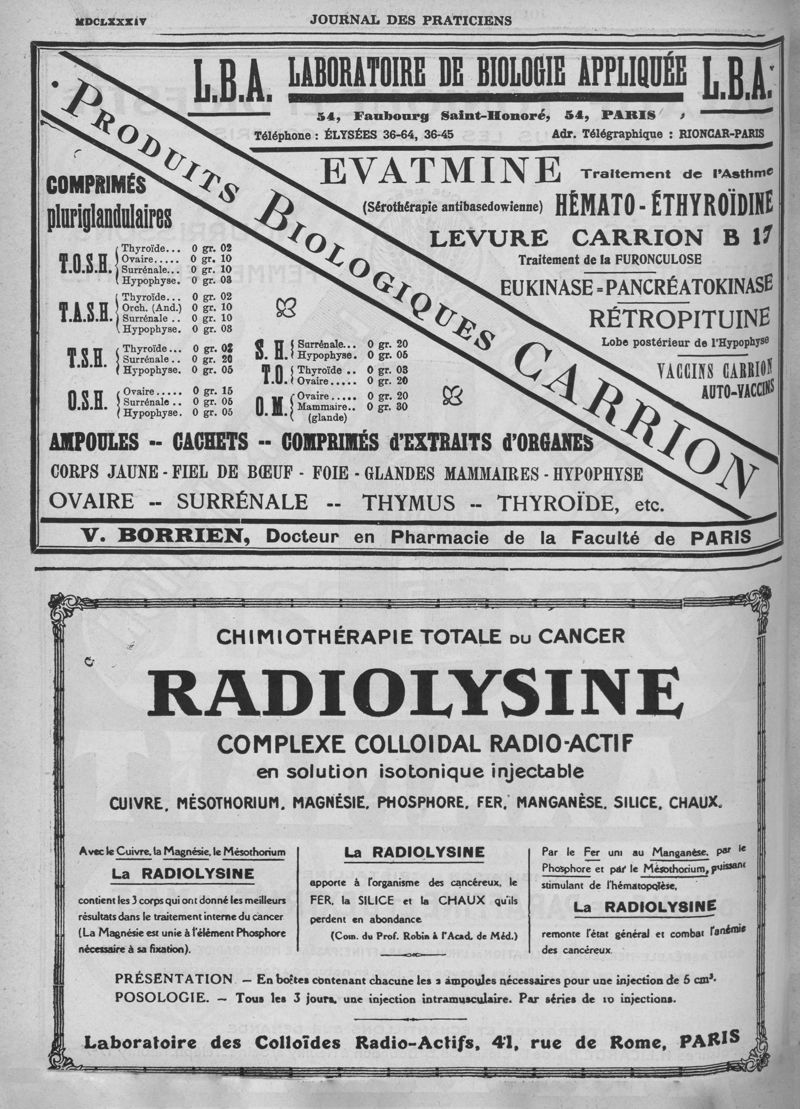 MDCLXXXIV
JOURNAL DES PRATICIENS
L.B.A. LABORATOIRE DE BIOLOGIE APPLIQUÉE L.B.A.
54, Faubourg Saint-Honoré, 54, PARIS
Téléphone : ÉLYSÉES 36-64, 36-45 Adr. Télégraphique : RIONCAR-PARIS
PRODUITS BIOLOGIQUES CARRION
EVATMINE Traitement de l'Asthme
(Sérothérapie antibasedowienne) HÉMATO-ÉTHYROÏDINE
LEVURE CARRION B 17
Traitement de la FURONCULOSE
EUKINASE=PANCRÉATOKINASE
RÉTROPITUINE
Lobe postérieur de l'Hypophyse
VACCINS CARRION
AUTO-VACCINS
COMPRIMÉS
pluriglandulaires
T.O.S.H.
Thyroïde... 0 gr. 02
Ovaire..... 0 gr. 10
Surrénale.. 0 gr. 10
Hypophyse. 0 gr. 03
T.A.S.H.
Thyroïde... 0 gr. 02
Orch. (And.) 0 gr. 10
Surrénale .. 0 gr. 10
Hypophyse. 0 gr. 03
T.S.H.
Thyroïde... 0 gr. 02
Surrénale.. 0 gr. 20
Hypophyse. 0 gr. 05
O.S.H.
Ovaire..... 0 gr. 15
Surrénale .. 0 gr. 05
Hypophyse. 0 gr. 05
S. H.
Surrénale... 0 gr. 20
Hypophyse. 0 gr. 05
T.O.
Thyroïde .. 0 gr. 03
Ovaire..... 0 gr. 20
O.M.
Ovaire..... 0 gr. 20
Mammaire.. 0 gr. 30
(glande)
AMPOULES -- CACHETS -- COMPRIMÉS d'EXTRAITS d'ORGANES
CORPS JAUNE - FIEL DE BŒUF - FOIE - GLANDES MAMMAIRES - HYPOPHYSE
OVAIRE -- SURRÉNALE -- THYMUS -- THYROÏDE, etc.
V. BORRIEN, Docteur en Pharmacie de la Faculté de PARIS
CHIMIOTHÉRAPIE TOTALE DU CANCER
RADIOLYSINE
COMPLEXE COLLOIDAL RADIO-ACTIF
en solution isotonique injectable
CUIVRE, MÉSOTHORIUM, MAGNÉSIE, PHOSPHORE, FER, MANGANÈSE, SILICE, CHAUX.
Avec le Cuivre, la Magnésie, le Mésothorium
La RADIOLYSINE
contient les 3 corps qui ont donné les meilleurs
résultats dans le traitement interne du cancer
(La Magnésie est unie à l'élément Phosphore
nécessaire à sa fixation).
La RADIOLYSINE
apporte à l'organisme des cancéreux, le
FER, la SILICE et la CHAUX qu'ils
perdent en abondance
(Com. du Prof. Robin à l'Acad. de Méd.)
Par le Fer uni au Manganèse, par le
Phosphore et par le Mésothorium, puissant
stimulant de l'hématopoïèse,
La RADIOLYSINE
remonte l'état général et combat l'anémie
des cancéreux.
PRÉSENTATION. — En boîtes contenant chacune les 2 ampoules nécessaires pour une injection de 5 cm³.
POSOLOGIE. — Tous les 3 jours, une injection intramusculaire. Par séries de 10 injections.
Laboratoire des Colloïdes Radio-Actifs, 41, rue de Rome, PARIS